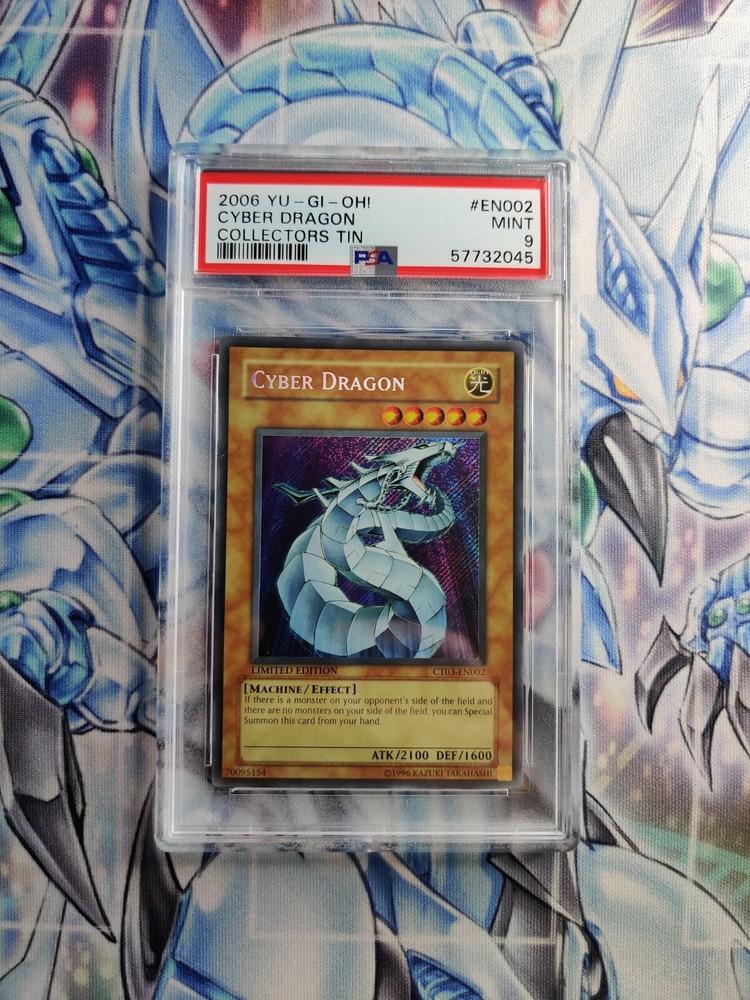 2006 YU-GI-OH! #EN002
CYBER DRAGON MINT
COLLECTORS TIN 9
PSA 57732045
CYBER DRAGON
LIGHT
光
LIMITED EDITION CT03-EN002
[MACHINE/EFFECT]
If there is a monster on your opponent's side of the field and
there are no monsters on your side of the field, you can Special
Summon this card from your hand.
ATK/2100 DEF/1600
70095154 ©1996 KAZUKI TAKAHASHI